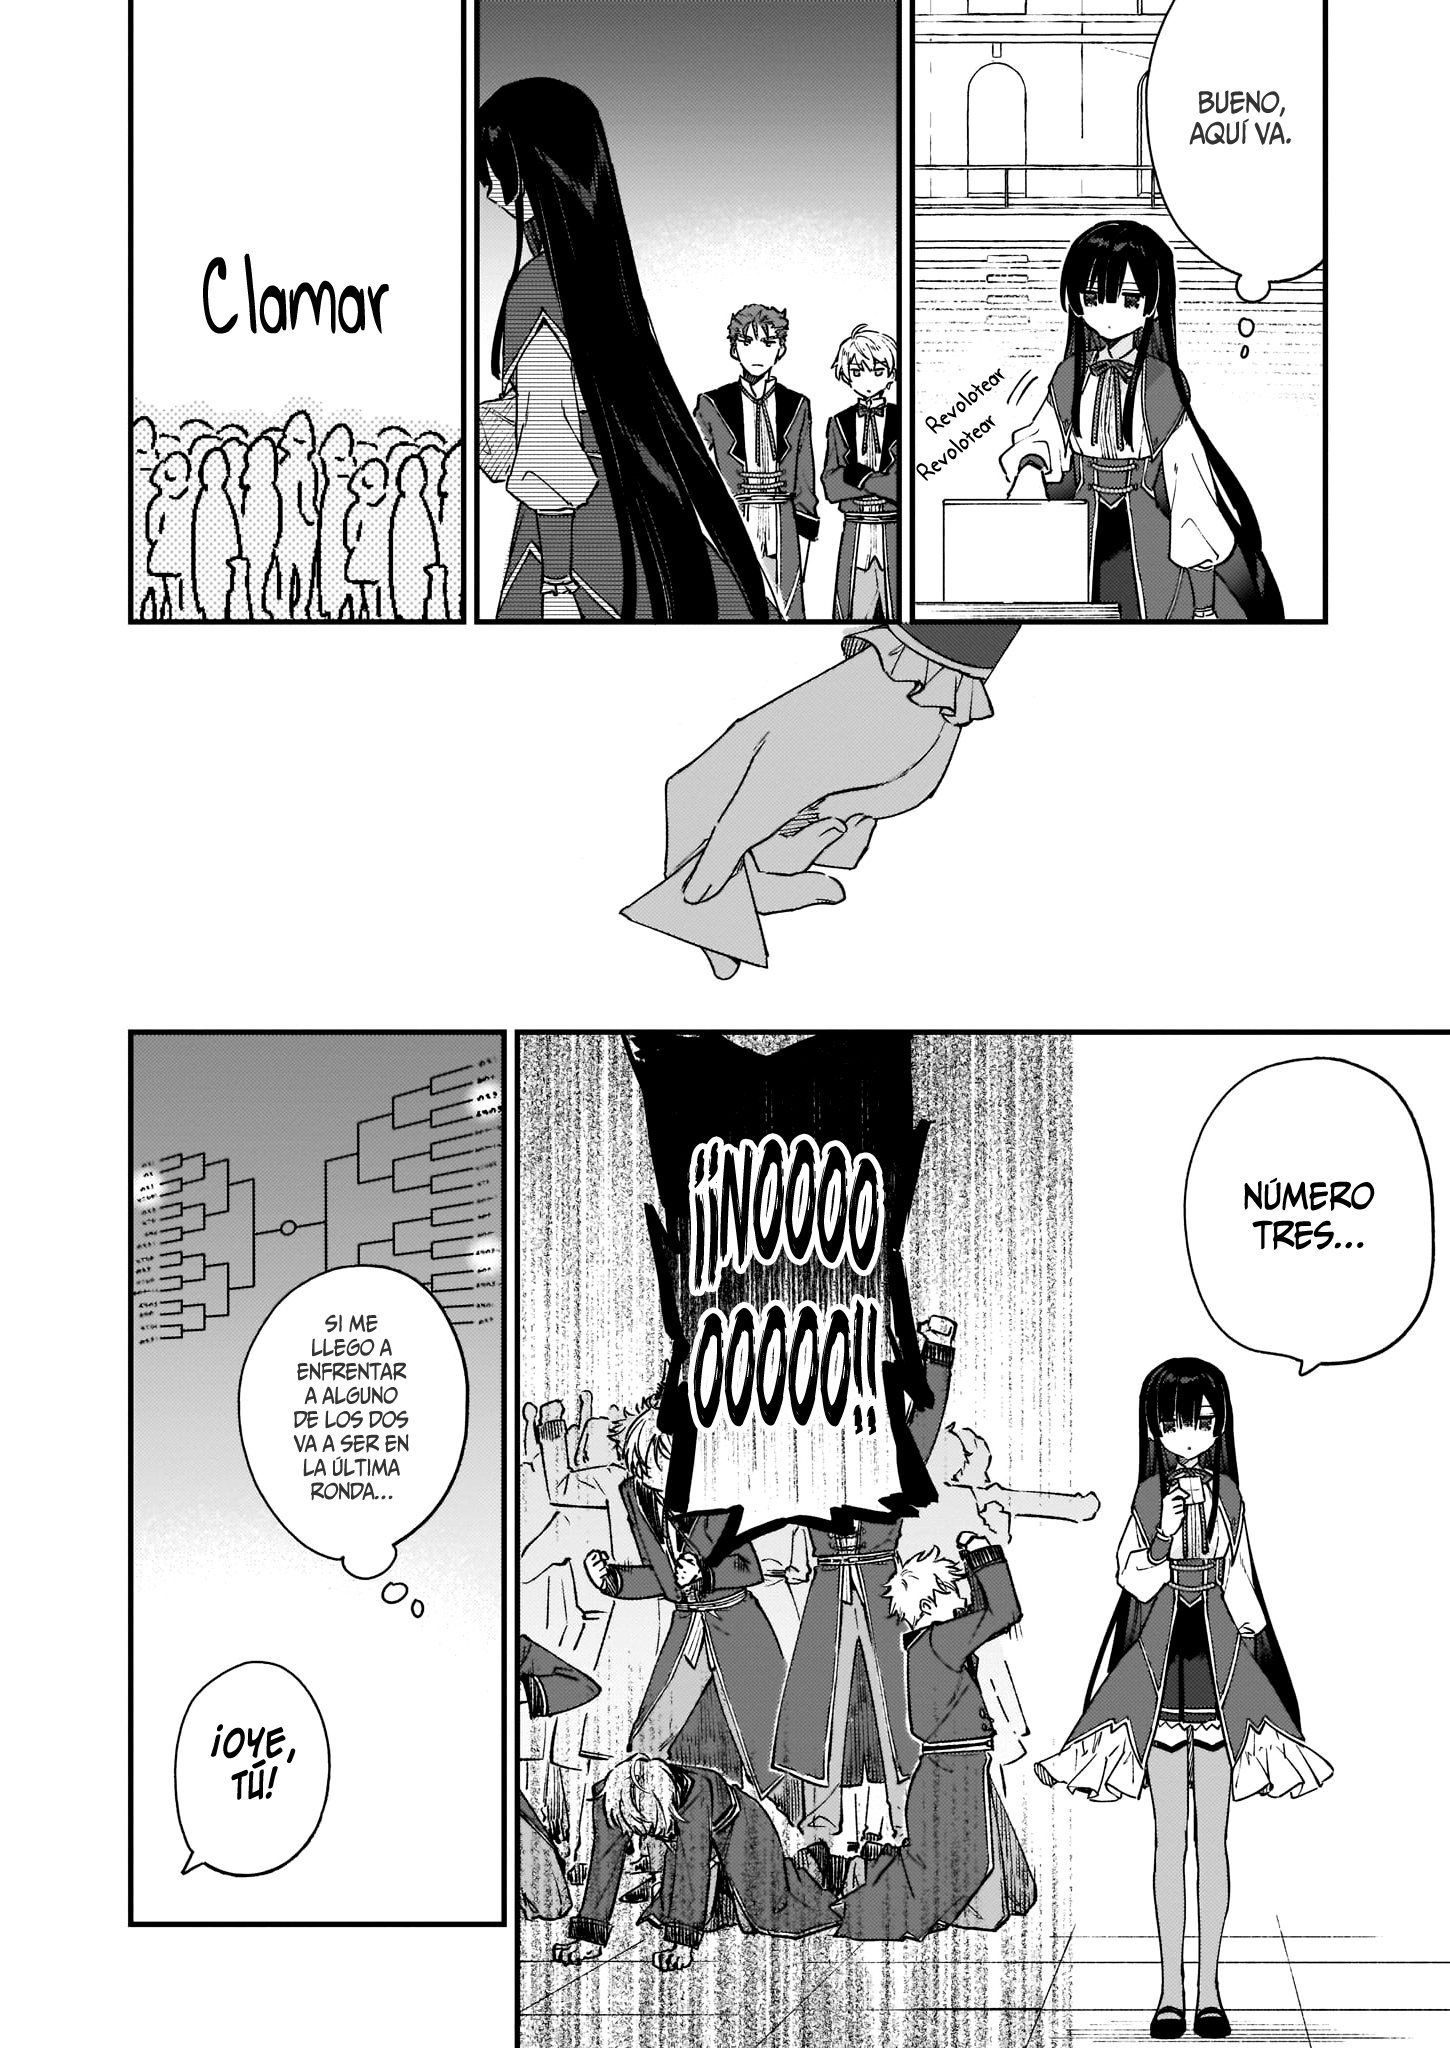 BUENO,
AQUÍ VA.
Revolotear
Revolotear
Clamar
NÚMERO
TRES...
¡¡NOOOO
OOOOO!!
SI ME
LLEGO A
ENFRENTAR
A ALGUNO
DE LOS DOS
VA A SER EN
LA ÚLTIMA
RONDA...
¡OYE,
TÚ!